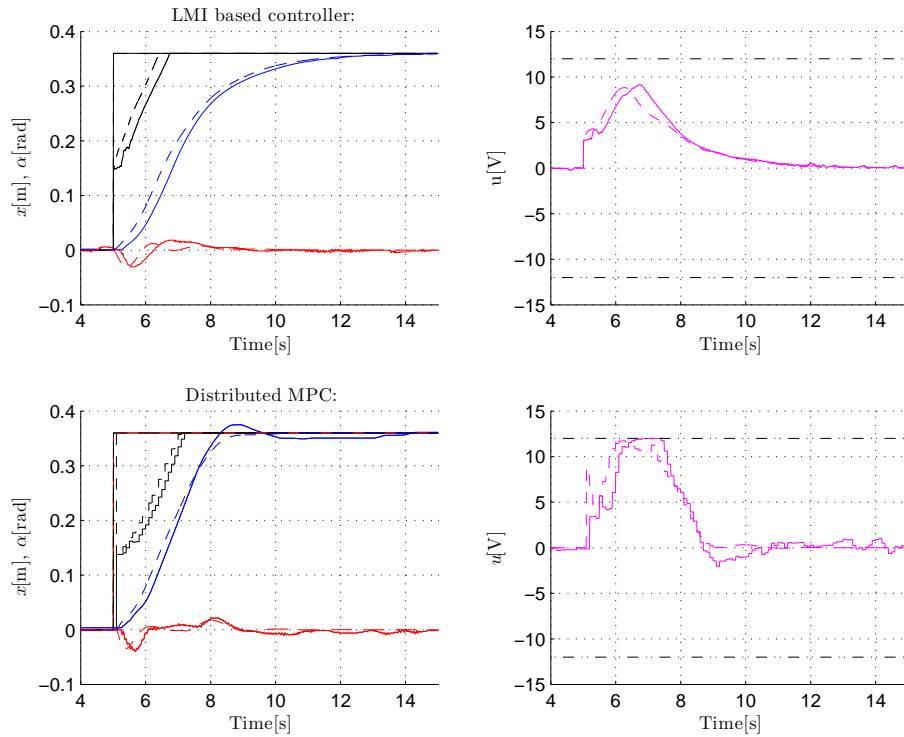 LMI based controller:
0.4
0.3
0.2
0.1
0
−0.1
x[m], α[rad]
4 6 8 10 12 14
Time[s]
15
10
5
0
−5
−10
−15
u[V]
4 6 8 10 12 14
Time[s]
Distributed MPC:
0.4
0.3
0.2
0.1
0
−0.1
x[m], α[rad]
4 6 8 10 12 14
Time[s]
15
10
5
0
−5
−10
−15
u[V]
4 6 8 10 12 14
Time[s]